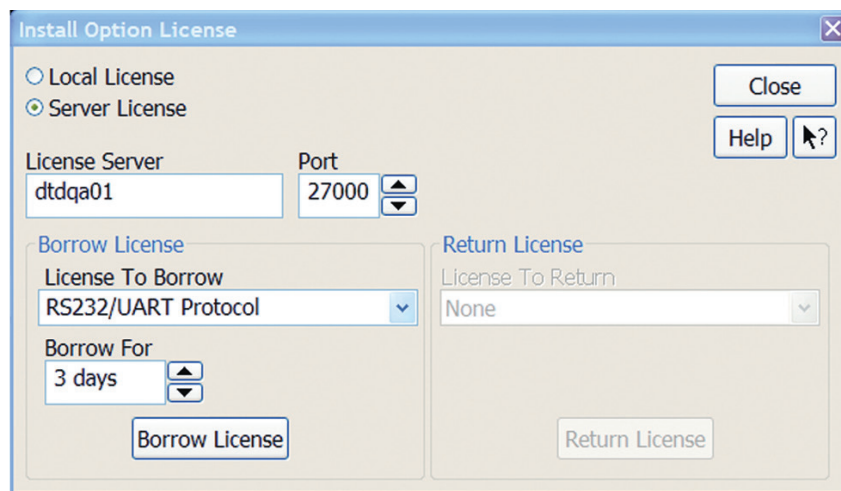 Install Option License
Local License
Server License
Close
Help
?
License Server
Port
dtdqa01
27000
Borrow License
License To Borrow
RS232/UART Protocol
Borrow For
3 days
Borrow License
Return License
License To Return
None
Return License